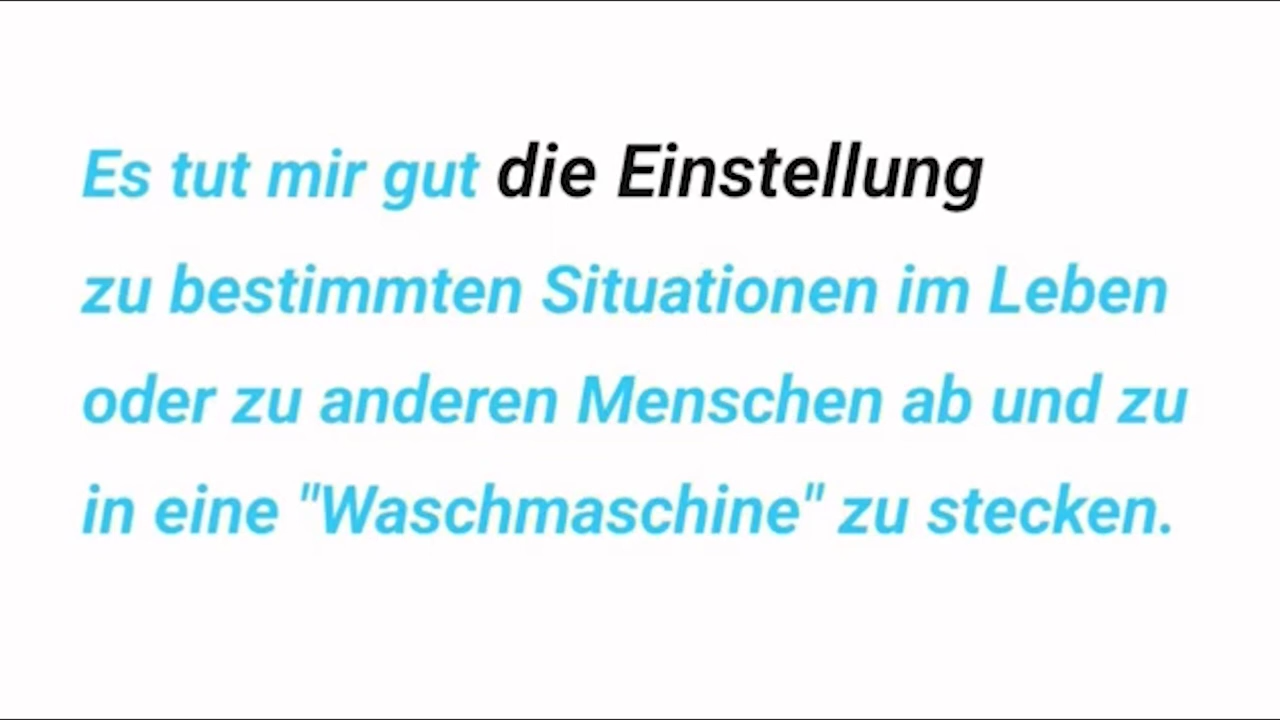 Es tut mir gut die Einstellung
zu bestimmten Situationen im Leben
oder zu anderen Menschen ab und zu
in eine "Waschmaschine" zu stecken.